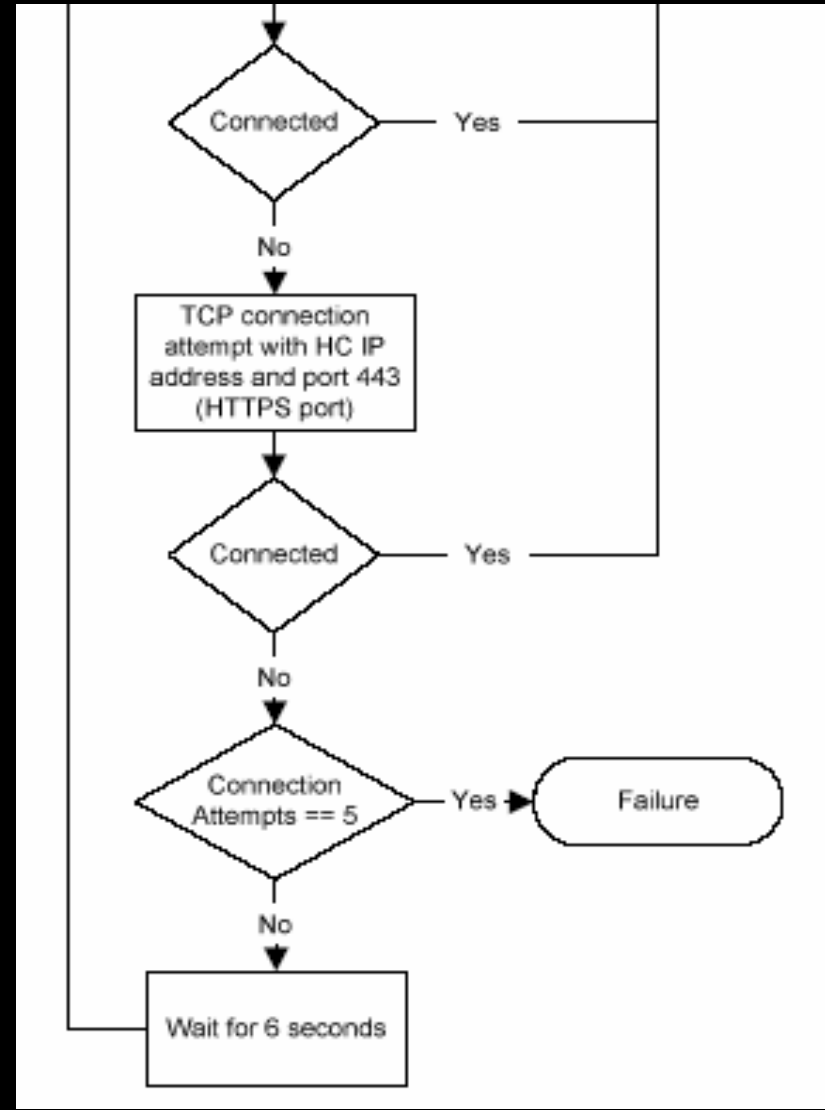 Connected
Yes
No
TCP connection
attempt with HC IP
address and port 443
(HTTPS port)
Connected
Yes
No
Connection
Attempts == 5
Yes
Failure
No
Wait for 6 seconds